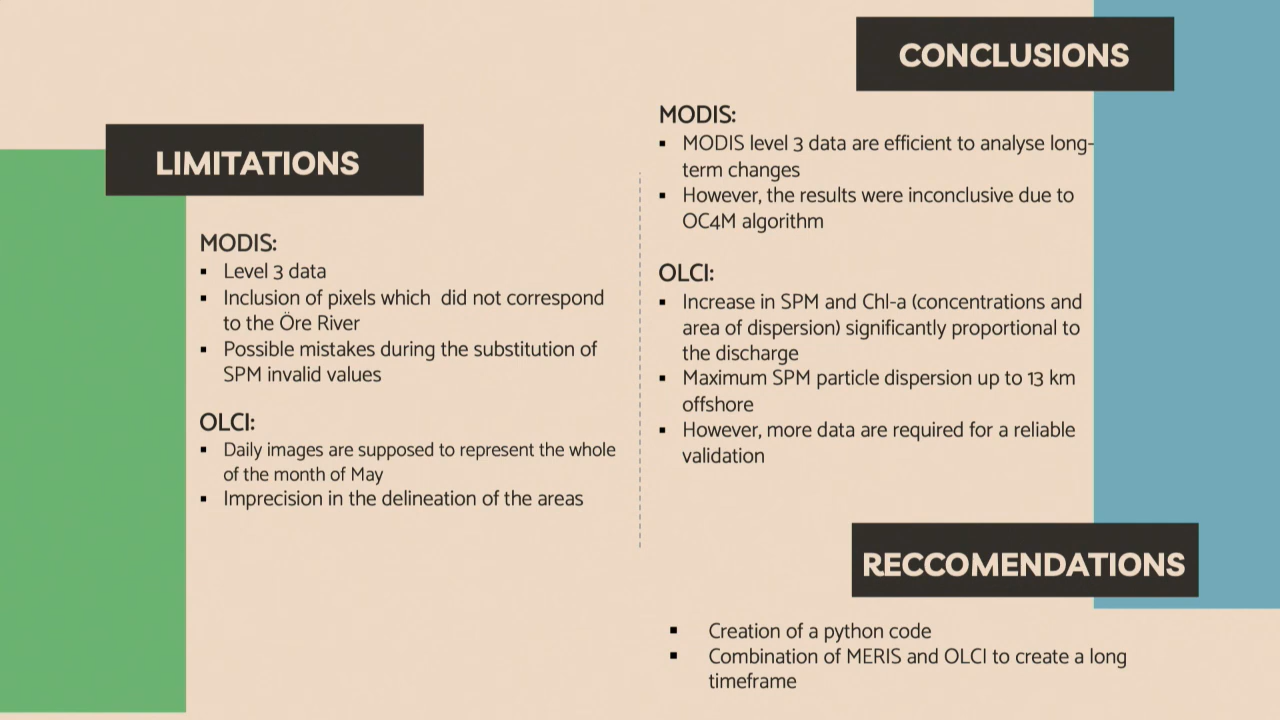 LIMITATIONS
MODIS:
▪ Level 3 data
▪ Inclusion of pixels which  did not correspond
to the Öre River
▪ Possible mistakes during the substitution of
SPM invalid values
OLCI:
▪ Daily images are supposed to represent the whole
of the month of May
▪ Imprecision in the delineation of the areas
CONCLUSIONS
MODIS:
▪ MODIS level 3 data are efficient to analyse long-
term changes
▪ However, the results were inconclusive due to
OC4M algorithm
OLCI:
▪ Increase in SPM and Chl-a (concentrations and
area of dispersion) significantly proportional to
the discharge
▪ Maximum SPM particle dispersion up to 13 km
offshore
▪ However, more data are required for a reliable
validation
RECCOMENDATIONS
▪ Creation of a python code
▪ Combination of MERIS and OLCI to create a long
timeframe